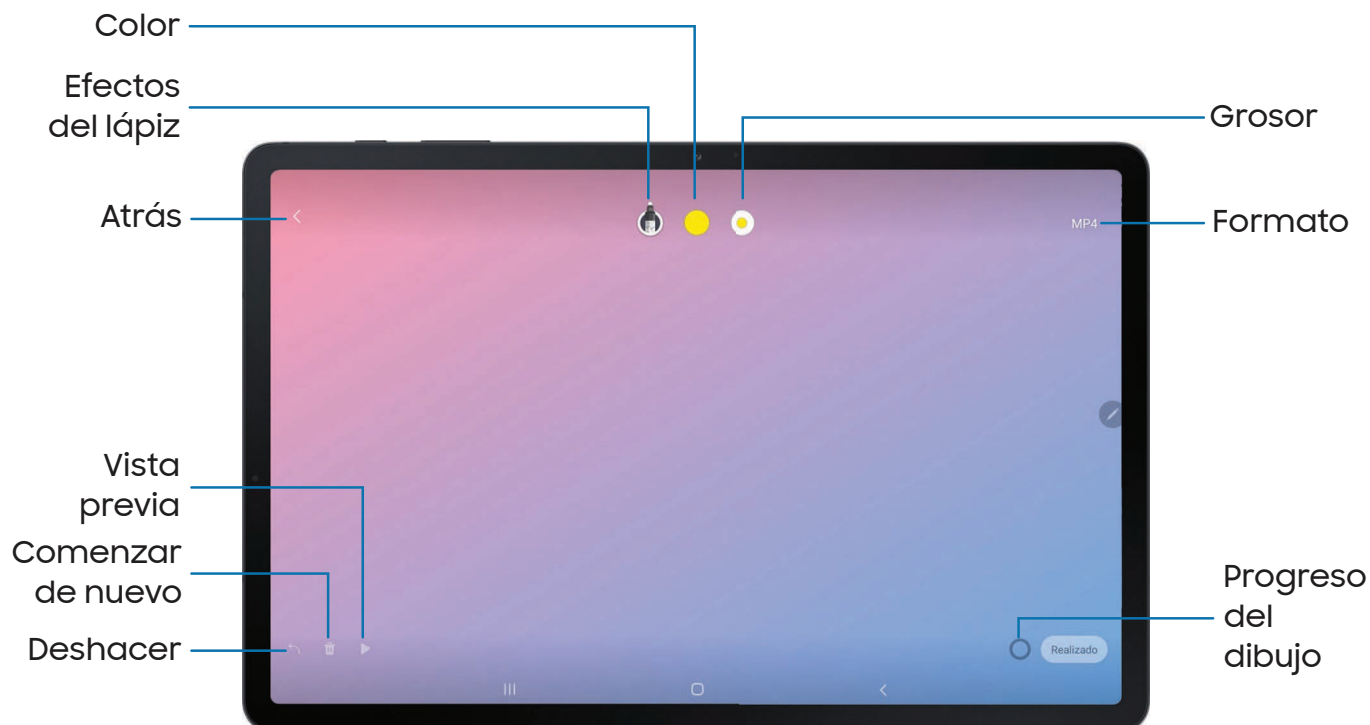 Color
Efectos
del lápiz
Grosor
Atrás
MP4
Formato
Vista
previa
Comenzar
de nuevo
Deshacer
Progreso
del
dibujo
Realizado